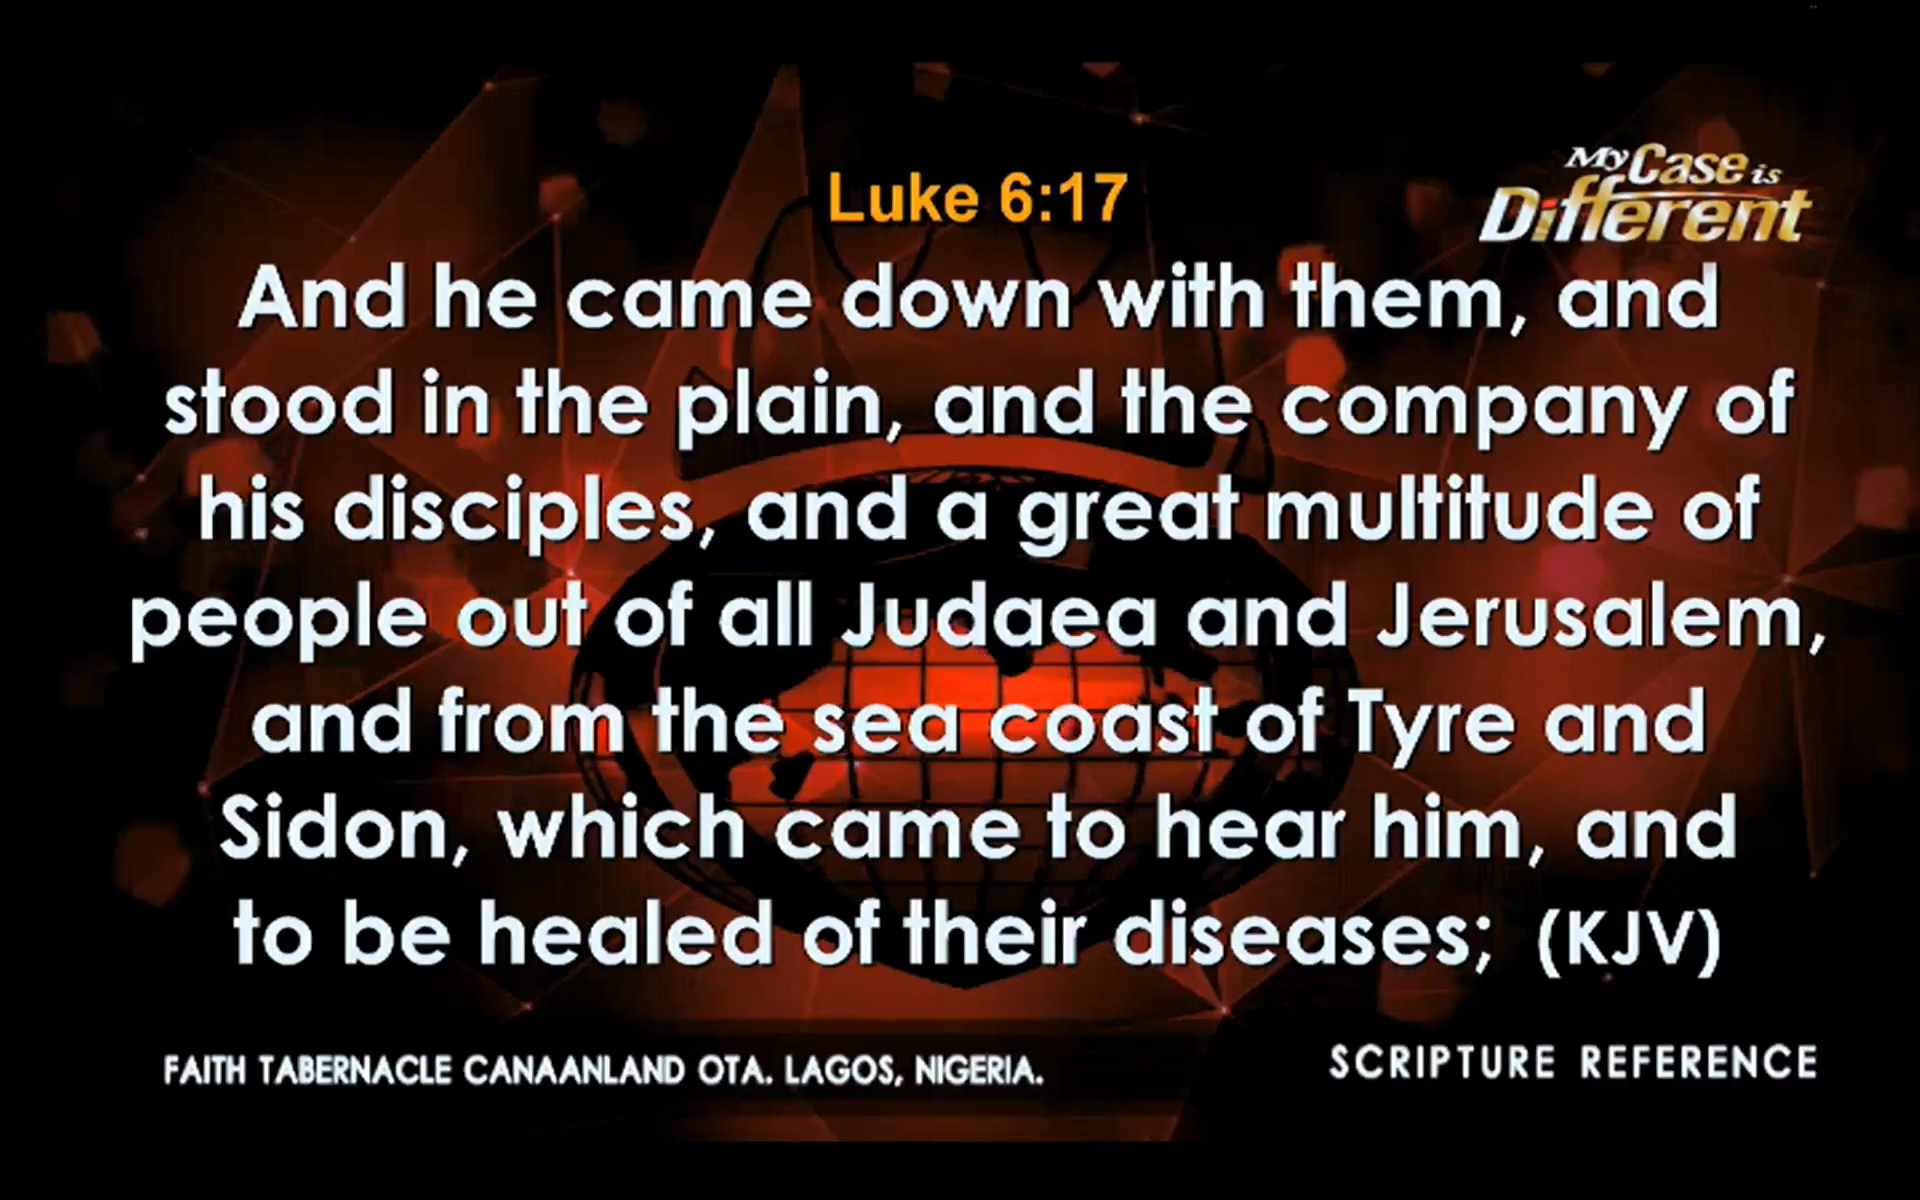 My Case is
Different
Luke 6:17
And he came down with them, and
stood in the plain, and the company of
his disciples, and a great multitude of
people out of all Judaea and Jerusalem,
and from the sea coast of Tyre and
Sidon, which came to hear him, and
to be healed of their diseases; (KJV)
FAITH TABERNACLE CANAANLAND OTA. LAGOS, NIGERIA.
SCRIPTURE REFERENCE